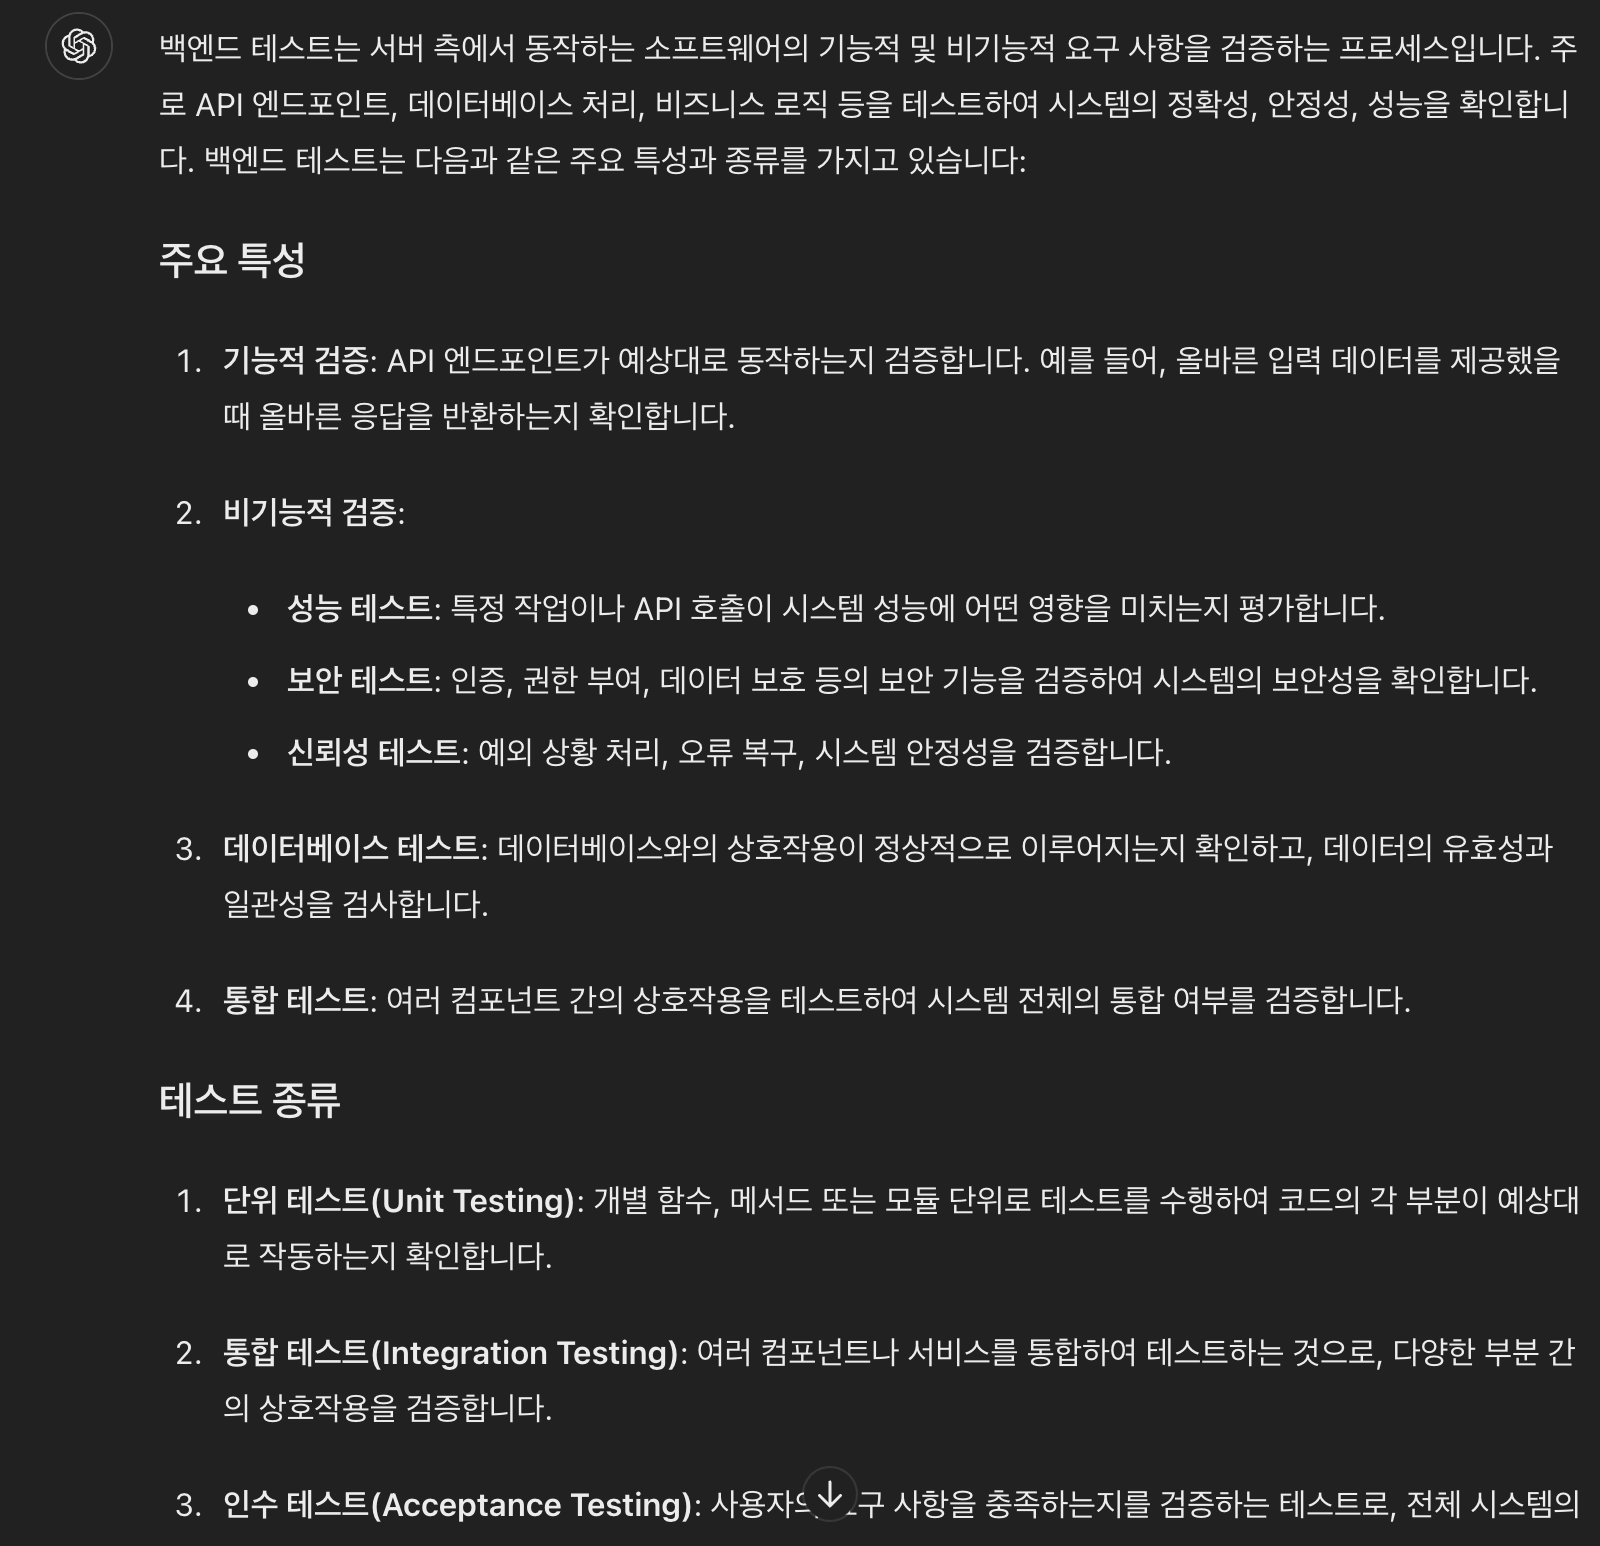 백엔드 테스트는 서버 측에서 동작하는 소프트웨어의 기능적 및 비기능적 요구 사항을 검증하는 프로세스입니다. 주
로 API 엔드포인트, 데이터베이스 처리, 비즈니스 로직 등을 테스트하여 시스템의 정확성, 안정성, 성능을 확인합니
다. 백엔드 테스트는 다음과 같은 주요 특성과 종류를 가지고 있습니다:
주요 특성
1. 기능적 검증: API 엔드포인트가 예상대로 동작하는지 검증합니다. 예를 들어, 올바른 입력 데이터를 제공했을
때 올바른 응답을 반환하는지 확인합니다.
2. 비기능적 검증:
• 성능 테스트: 특정 작업이나 API 호출이 시스템 성능에 어떤 영향을 미치는지 평가합니다.
• 보안 테스트: 인증, 권한 부여, 데이터 보호 등의 보안 기능을 검증하여 시스템의 보안성을 확인합니다.
• 신뢰성 테스트: 예외 상황 처리, 오류 복구, 시스템 안정성을 검증합니다.
3. 데이터베이스 테스트: 데이터베이스와의 상호작용이 정상적으로 이루어지는지 확인하고, 데이터의 유효성과
일관성을 검사합니다.
4. 통합 테스트: 여러 컴포넌트 간의 상호작용을 테스트하여 시스템 전체의 통합 여부를 검증합니다.
테스트 종류
1. 단위 테스트(Unit Testing): 개별 함수, 메서드 또는 모듈 단위로 테스트를 수행하여 코드의 각 부분이 예상대
로 작동하는지 확인합니다.
2. 통합 테스트(Integration Testing): 여러 컴포넌트나 서비스를 통합하여 테스트하는 것으로, 다양한 부분 간
의 상호작용을 검증합니다.
3. 인수 테스트(Acceptance Testing): 사항을 충족하는지를 검증하는 테스트로, 전체 시스템의